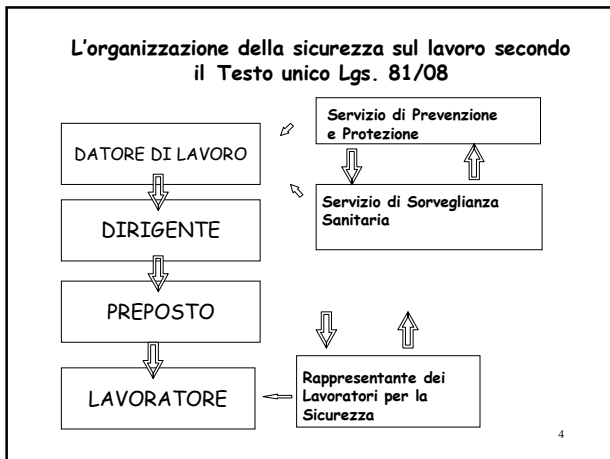 L'organizzazione della sicurezza sul lavoro secondo
il Testo unico Lgs. 81/08
DATORE DI LAVORO
Servizio di Prevenzione
e Protezione
Servizio di Sorveglianza
Sanitaria
DIRIGENTE
PREPOSTO
LAVORATORE
Rappresentante dei
Lavoratori per la
Sicurezza
4